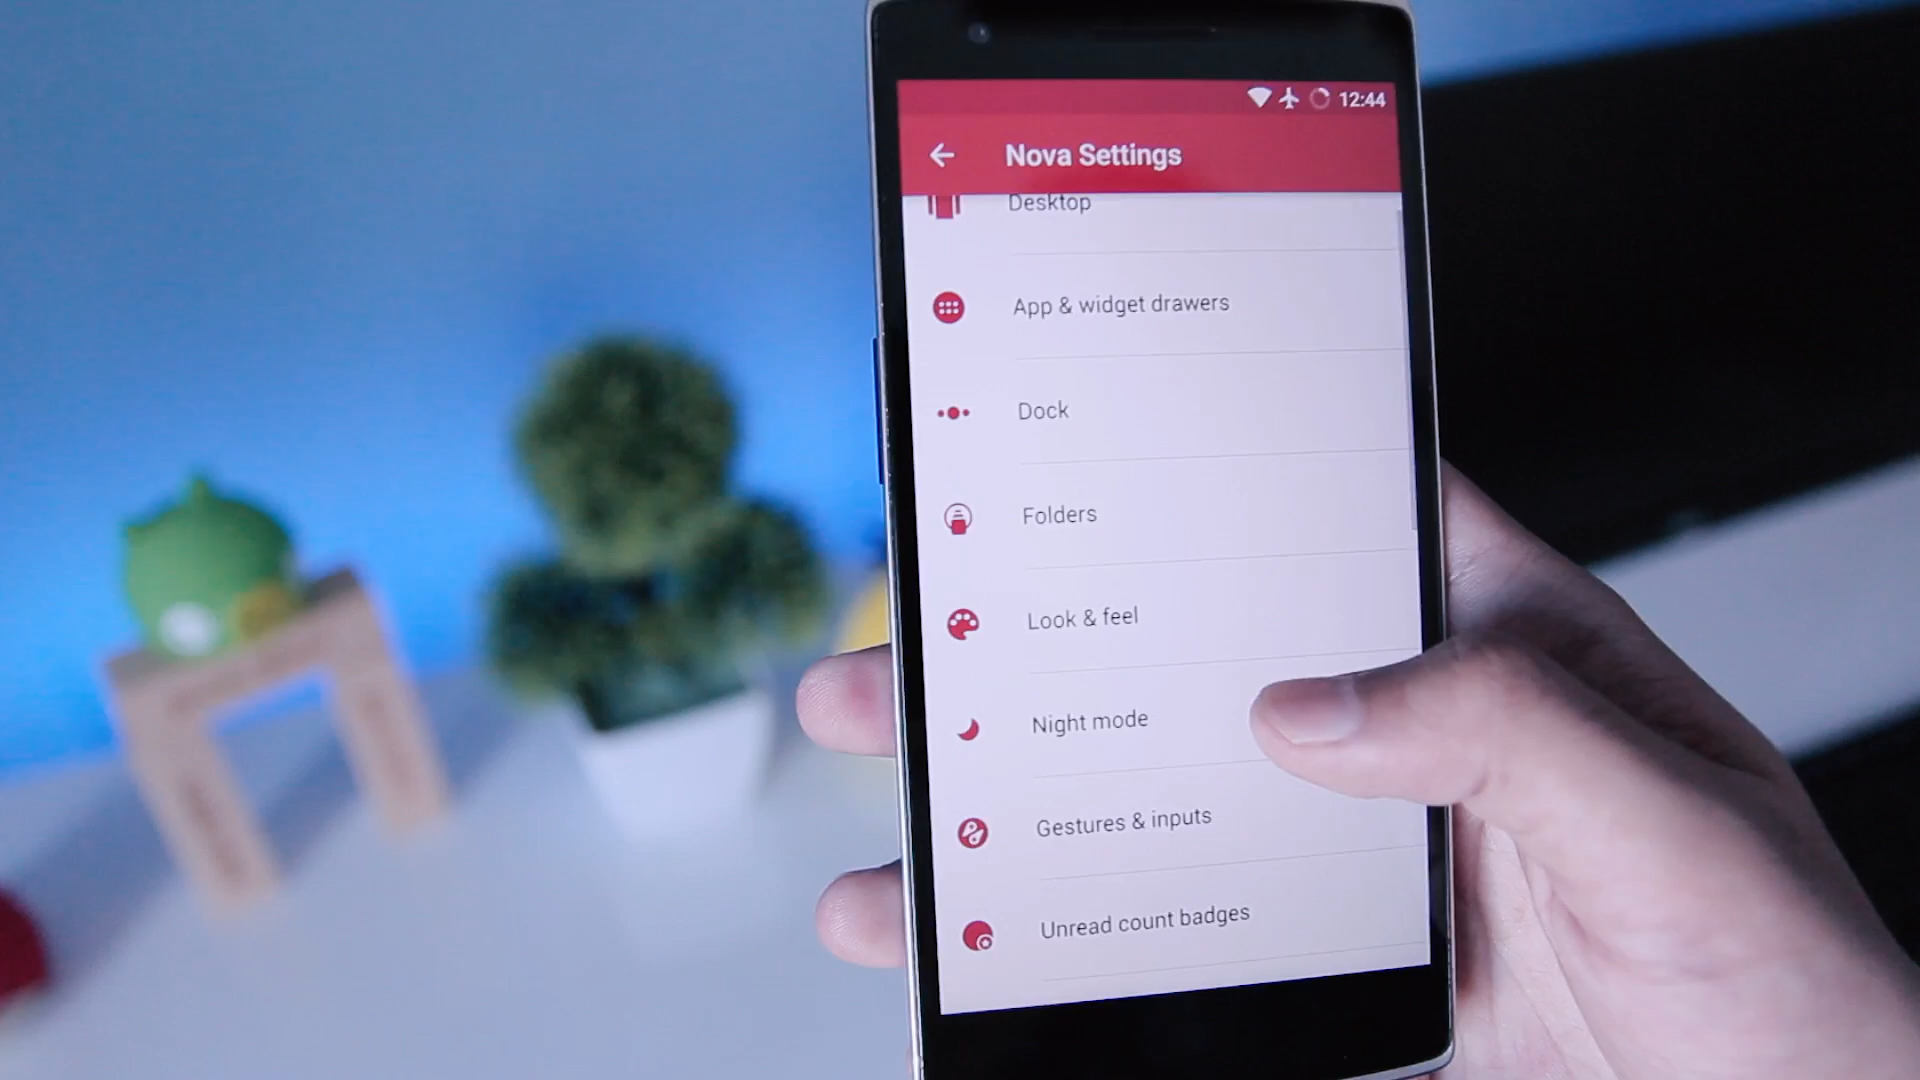 12:44
Nova Settings
Desktop
App & widget drawers
Dock
Folders
Look & feel
Night mode
Gestures & inputs
Unread count badges